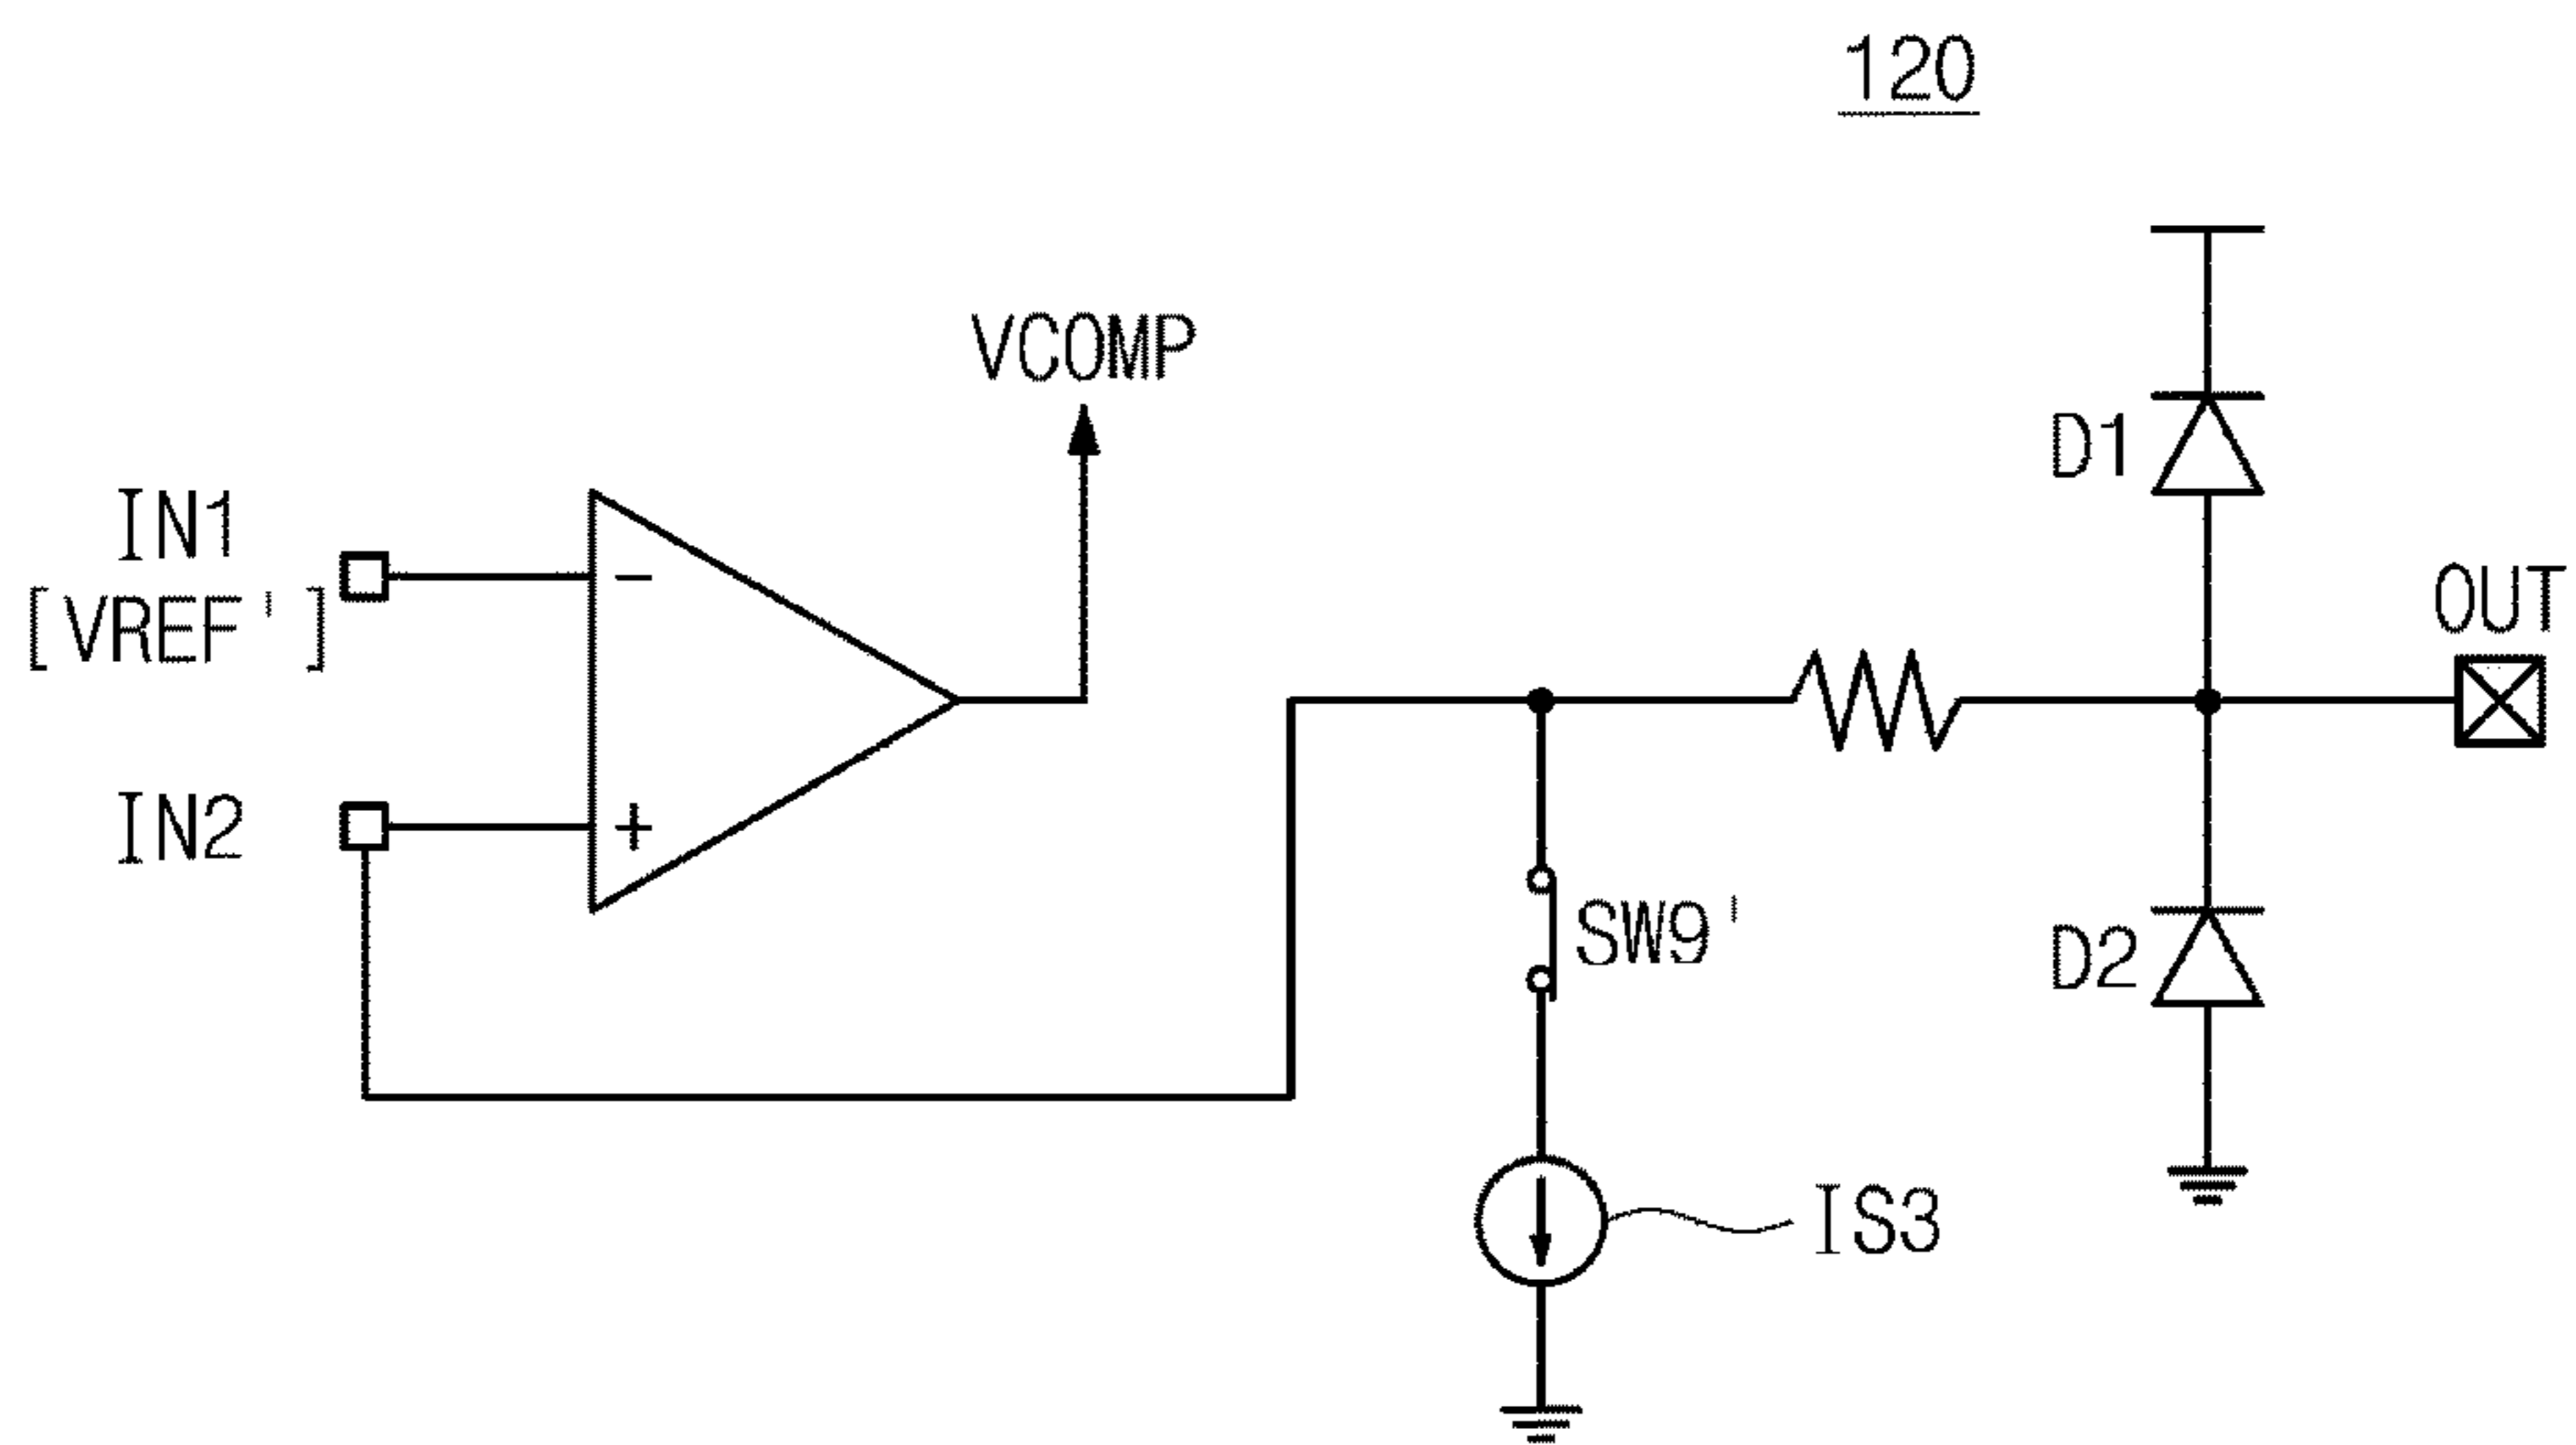 120
VCOMP
IN1
[VREF']
IN2
-
+
D1
OUT
SW9'
D2
IS3